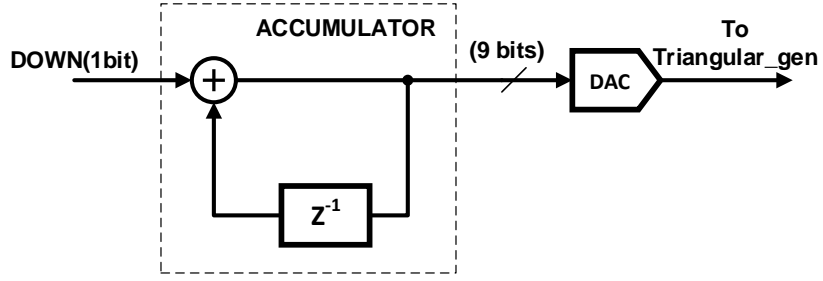 ACCUMULATOR
DOWN(1bit)
+
Z⁻¹
(9 bits)
DAC
To
Triangular_gen